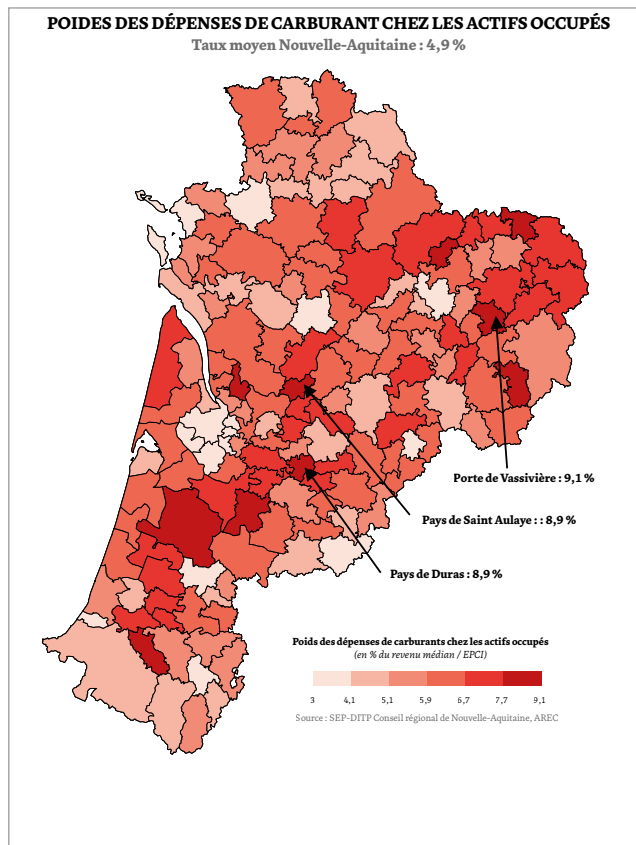 POIDES DES DÉPENSES DE CARBURANT CHEZ LES ACTIFS OCCUPÉS
Taux moyen Nouvelle-Aquitaine : 4,9 %
Porte de Vassivière : 9,1 %
Pays de Saint Aulaye : : 8,9 %
Pays de Duras : 8,9 %
Poids des dépenses de carburants chez les actifs occupés
(en % du revenu médian / EPCI)
3 4,1 5,1 5,9 6,7 7,7 9,1
Source : SEP-DITP Conseil régional de Nouvelle-Aquitaine, AREC